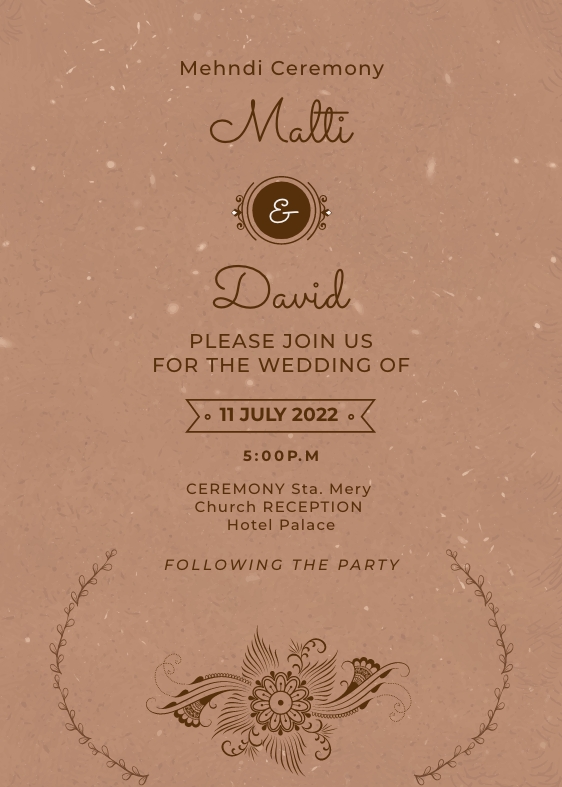 Mehndi Ceremony
Malti
&
David
PLEASE JOIN US
FOR THE WEDDING OF
11 JULY 2022
5:00P.M
CEREMONY Sta. Mery
Church RECEPTION
Hotel Palace
FOLLOWING THE PARTY